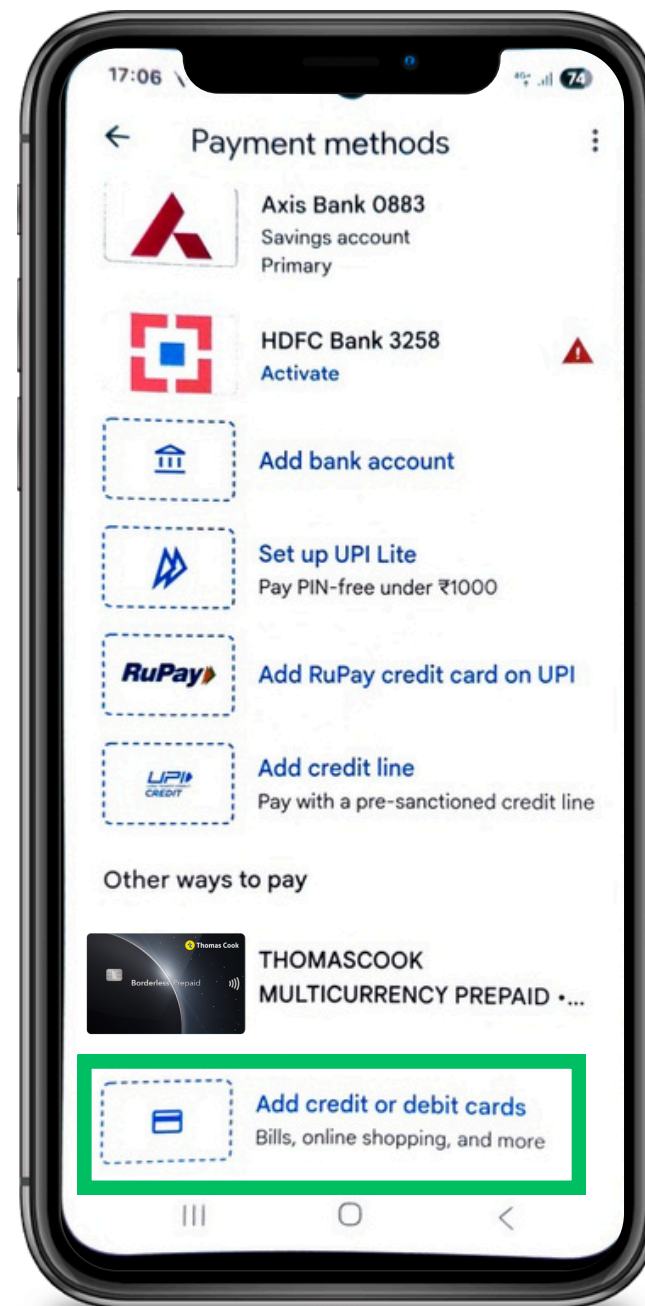 17:06
4G+
74
Payment methods
Axis Bank 0883
Savings account
Primary
HDFC Bank 3258
Activate
Add bank account
Set up UPI Lite
Pay PIN-free under ₹1000
RuPay
Add RuPay credit card on UPI
UPI
CREDIT
Add credit line
Pay with a pre-sanctioned credit line
Other ways to pay
Thomas Cook
Borderless Prepaid
THOMASCOOK
MULTICURRENCY PREPAID •...
Add credit or debit cards
Bills, online shopping, and more